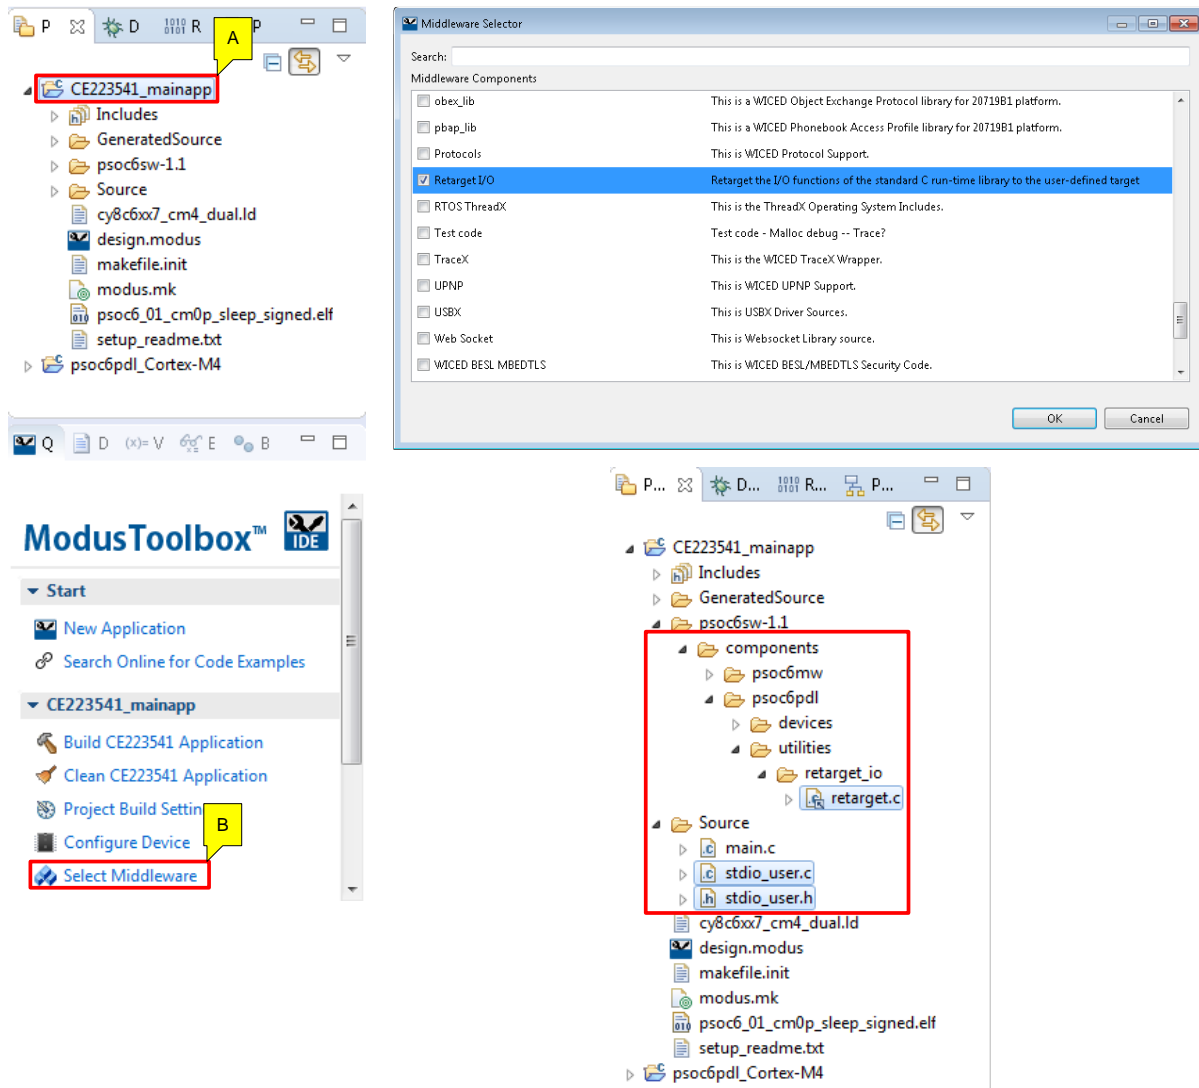 P D R P
A
CE223541_mainapp
Includes
GeneratedSource
psoc6sw-1.1
Source
cy8c6xx7_cm4_dual.ld
design.modus
makefile.init
modus.mk
psoc6_01_cm0p_sleep_signed.elf
setup_readme.txt
psoc6pdl_Cortex-M4
Q D (x)= V E B
ModusToolbox™ IDE
Start
New Application
Search Online for Code Examples
CE223541_mainapp
Build CE223541 Application
Clean CE223541 Application
Project Build Settin
B
Configure Device
Select Middleware
Middleware Selector
Search:
Middleware Components
obex_lib This is a WICED Object Exchange Protocol library for 20719B1 platform.
pbap_lib This is a WICED Phonebook Access Profile library for 20719B1 platform.
Protocols This is WICED Protocol Support.
Retarget I/O Retarget the I/O functions of the standard C run-time library to the user-defined target
RTOS ThreadX This is the ThreadX Operating System Includes.
Test code Test code - Malloc debug -- Trace?
TraceX This is the WICED TraceX Wrapper.
UPNP This is WICED UPNP Support.
USBX This is USBX Driver Sources.
Web Socket This is Websocket Library source.
WICED BESL MBEDTLS This is WICED BESL/MBEDTLS Security Code.
OK Cancel
P... D... R... P...
CE223541_mainapp
Includes
GeneratedSource
psoc6sw-1.1
components
psoc6mw
psoc6pdl
devices
utilities
retarget_io
retarget.c
Source
main.c
stdio_user.c
stdio_user.h
cy8c6xx7_cm4_dual.ld
design.modus
makefile.init
modus.mk
psoc6_01_cm0p_sleep_signed.elf
setup_readme.txt
psoc6pdl_Cortex-M4